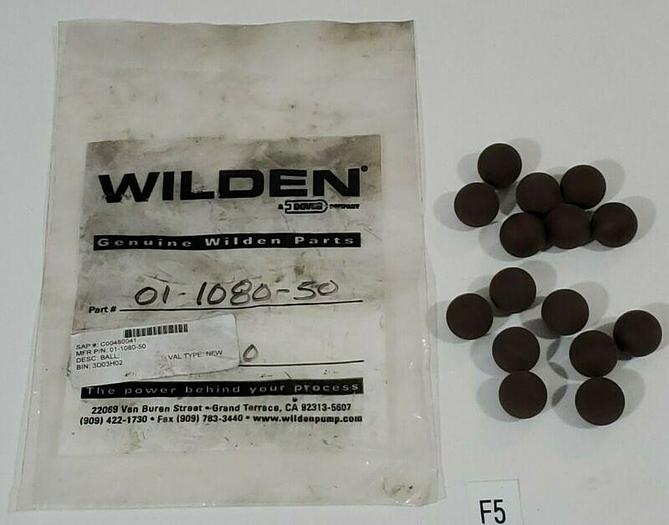 WILDEN®
A DOVER COMPANY
Genuine Wilden Parts
Part # 01-1080-50
SAP #: C00480041
MFR P/N: 01-1080-50
DESC: BALL:
VAL TYPE: NEW
BIN: 3D03H02
0
The power behind your process
22069 Van Buren Street • Grand Terrace, CA 92313-5607
(909) 422-1730 • Fax (909) 783-3440 • www.wildenpump.com
F5